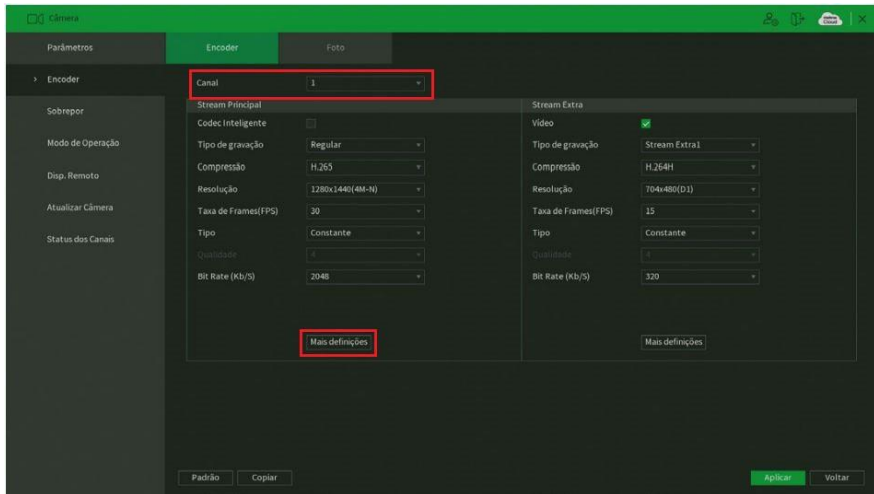 Câmera
Parâmetros
Encoder
Foto
> Encoder
Canal
1
Sobrepor
Modo de Operação
Disp. Remoto
Atualizar Câmera
Status dos Canais
Stream Principal
Codec Inteligente
Tipo de gravação Regular
Compressão H.265
Resolução 1280x1440(4M-N)
Taxa de Frames(FPS) 30
Tipo Constante
Qualidade 4
Bit Rate (Kb/S) 2048
Mais definições
Stream Extra
Vídeo
Tipo de gravação Stream Extra1
Compressão H.264H
Resolução 704x480(D1)
Taxa de Frames(FPS) 15
Tipo Constante
Qualidade 4
Bit Rate (Kb/S) 320
Mais definições
Padrão
Copiar
Aplicar
Voltar